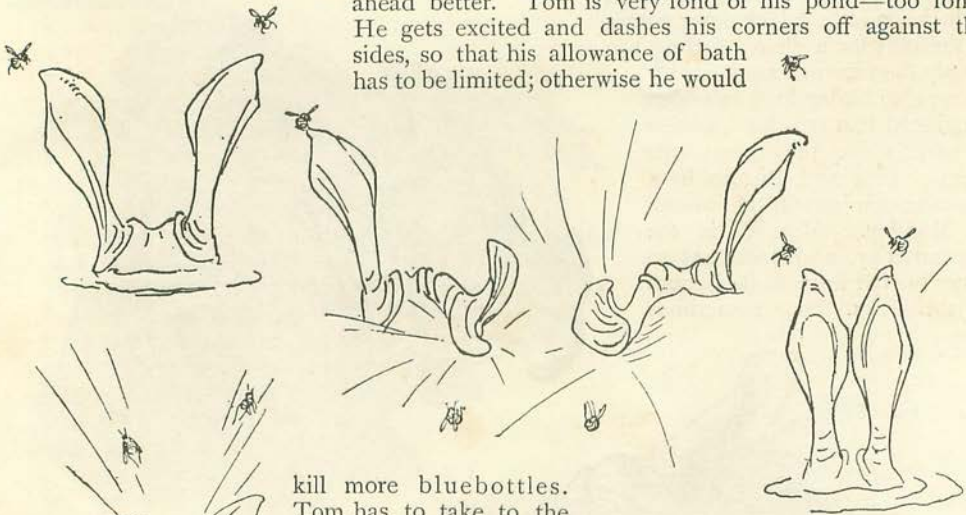 ahead better. Tom is very fond of his pond—too fon
He gets excited and dashes his corners off against th
sides, so that his allowance of bath
has to be limited; otherwise he would
kill more bluebottles.
Tom has to take to the